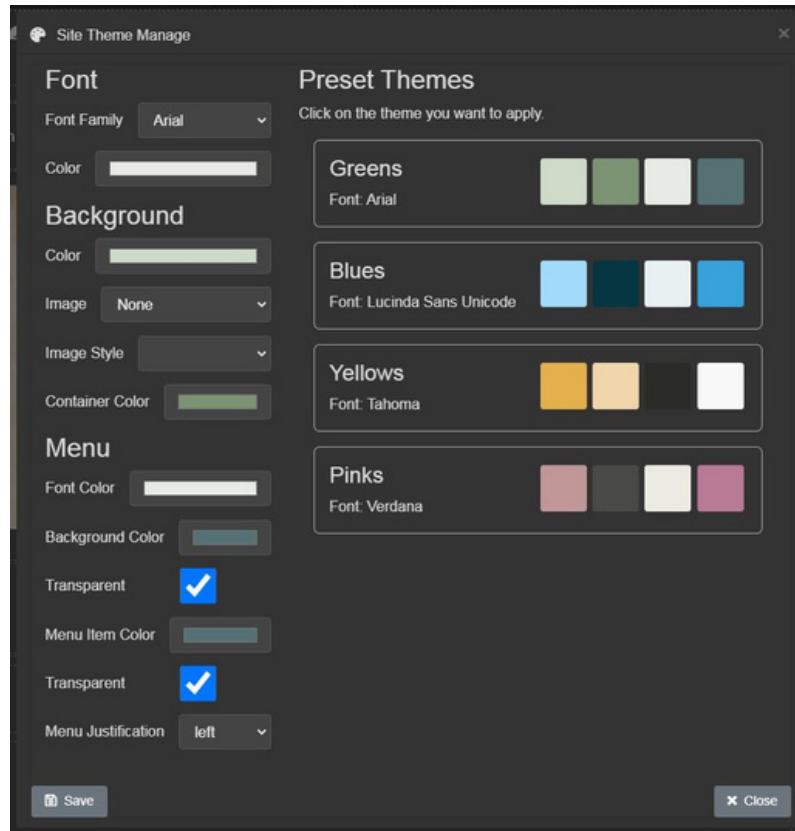 Site Theme Manage
Font
Font Family Arial
Color
Background
Color
Image None
Image Style
Container Color
Menu
Font Color
Background Color
Transparent
Menu Item Color
Transparent
Menu Justification left
Preset Themes
Click on the theme you want to apply.
Greens
Font: Arial
Blues
Font: Lucinda Sans Unicode
Yellows
Font: Tahoma
Pinks
Font: Verdana
Save
Close